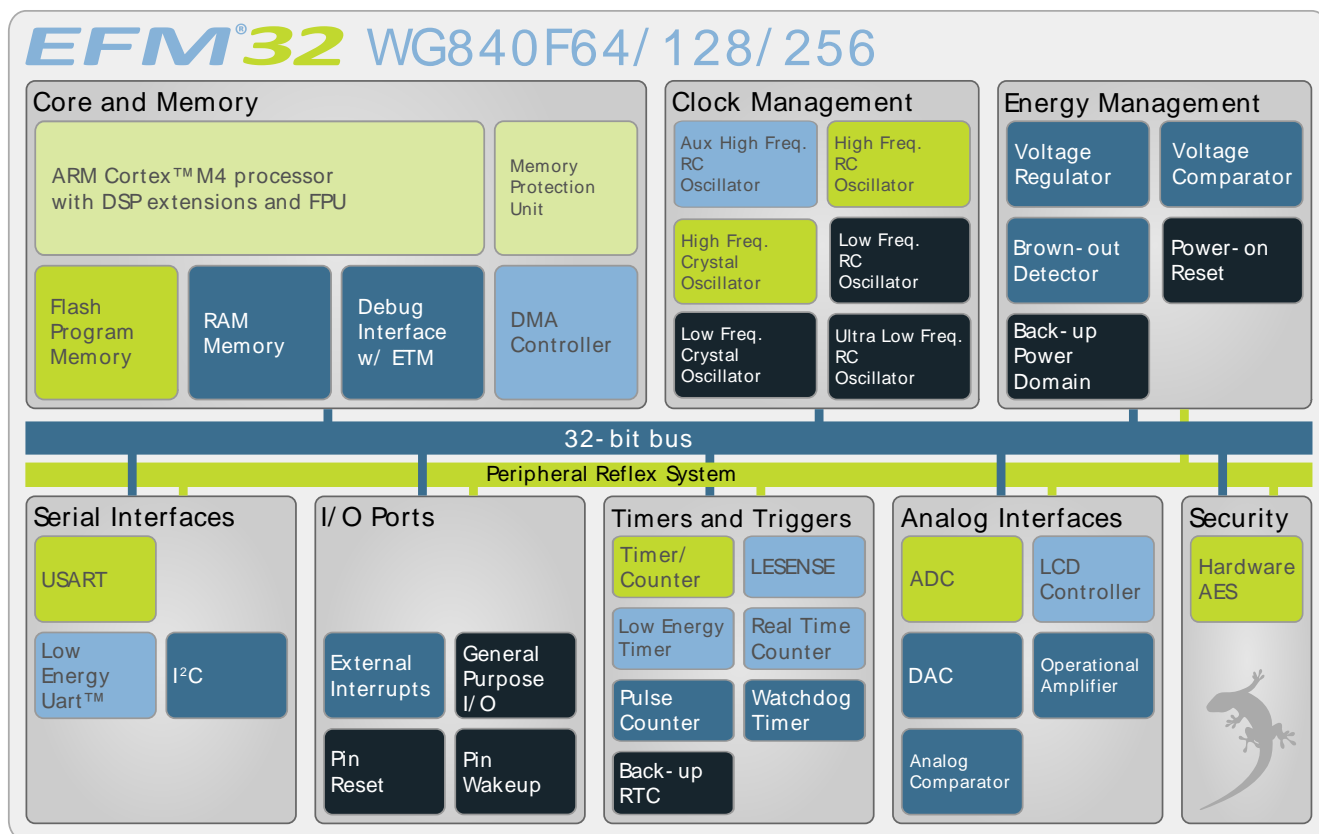 EFM®32 WG840F64/128/256
Core and Memory
ARM Cortex™ M4 processor
with DSP extensions and FPU
Memory
Protection
Unit
Flash
Program
Memory
RAM
Memory
Debug
Interface
w/ ETM
DMA
Controller
Clock Management
Aux High Freq.
RC
Oscillator
High Freq.
RC
Oscillator
High Freq.
Crystal
Oscillator
Low Freq.
RC
Oscillator
Low Freq.
Crystal
Oscillator
Ultra Low Freq.
RC
Oscillator
Energy Management
Voltage
Regulator
Voltage
Comparator
Brown-out
Detector
Power-on
Reset
Back-up
Power
Domain
32-bit bus
Peripheral Reflex System
Serial Interfaces
USART
Low
Energy
Uart™
I²C
I/O Ports
External
Interrupts
General
Purpose
I/O
Pin
Reset
Pin
Wakeup
Timers and Triggers
Timer/
Counter
LESENSE
Low Energy
Timer
Real Time
Counter
Pulse
Counter
Watchdog
Timer
Back-up
RTC
Analog Interfaces
ADC
LCD
Controller
DAC
Operational
Amplifier
Analog
Comparator
Security
Hardware
AES